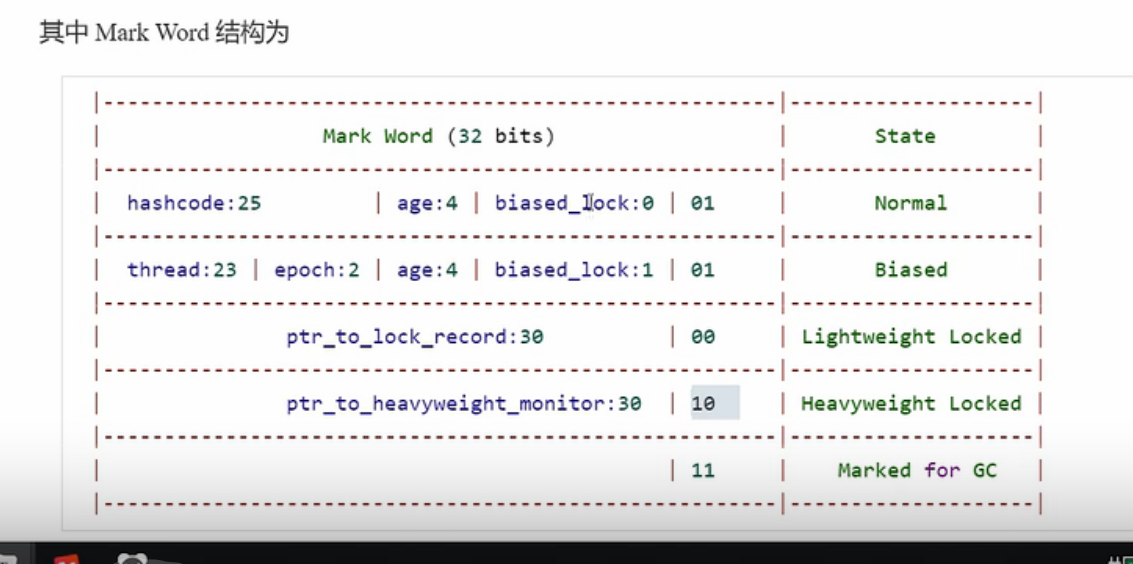 其中 Mark Word 结构为
|--------------------------------------------------------|--------------------|
| Mark Word (32 bits) | State |
|--------------------------------------------------------|--------------------|
| hashcode:25 | age:4 | biased_lock:0 | 01 | Normal |
|--------------------------------------------------------|--------------------|
| thread:23 | epoch:2 | age:4 | biased_lock:1 | 01 | Biased |
|--------------------------------------------------------|--------------------|
| ptr_to_lock_record:30 | 00 | Lightweight Locked |
|--------------------------------------------------------|--------------------|
| ptr_to_heavyweight_monitor:30 | 10 | Heavyweight Locked |
|--------------------------------------------------------|--------------------|
| | 11 | Marked for GC |
|--------------------------------------------------------|--------------------|